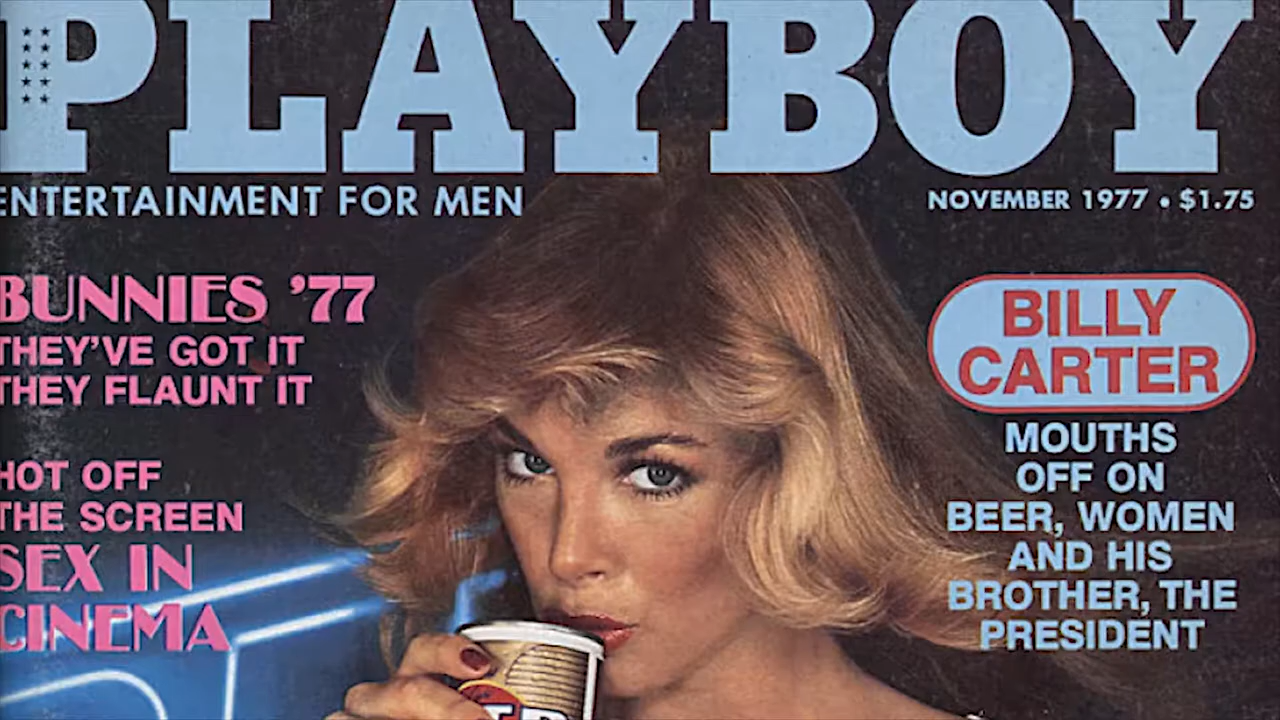 PLAYBOY
ENTERTAINMENT FOR MEN
NOVEMBER 1977 • $1.75
BUNNIES ’77
THEY’VE GOT IT
THEY FLAUNT IT
HOT OFF
THE SCREEN
SEX IN
CINEMA
BILLY
CARTER
MOUTHS
OFF ON
BEER, WOMEN
AND HIS
BROTHER, THE
PRESIDENT